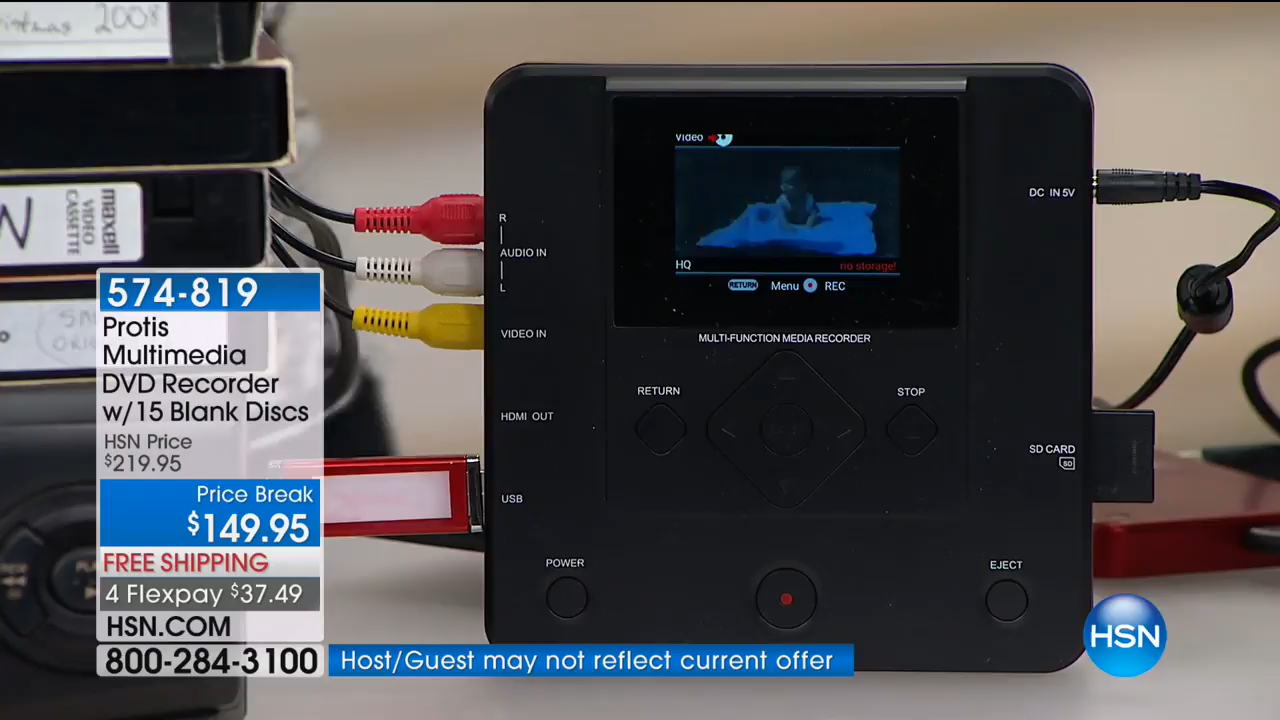 2008
maxell
VIDEO
CASSETTE
574-819
Protis
Multimedia
DVD Recorder
w/15 Blank Discs
HSN Price
$219.95
Price Break
$149.95
FREE SHIPPING
4 Flexpay $37.49
HSN.COM
800-284-3100
Host/Guest may not reflect current offer
Video
HQ
no storage!
RETURN Menu REC
MULTI-FUNCTION MEDIA RECORDER
R
AUDIO IN
L
VIDEO IN
HDMI OUT
USB
RETURN
STOP
DC IN 5V
SD CARD
SD
POWER
EJECT
HSN